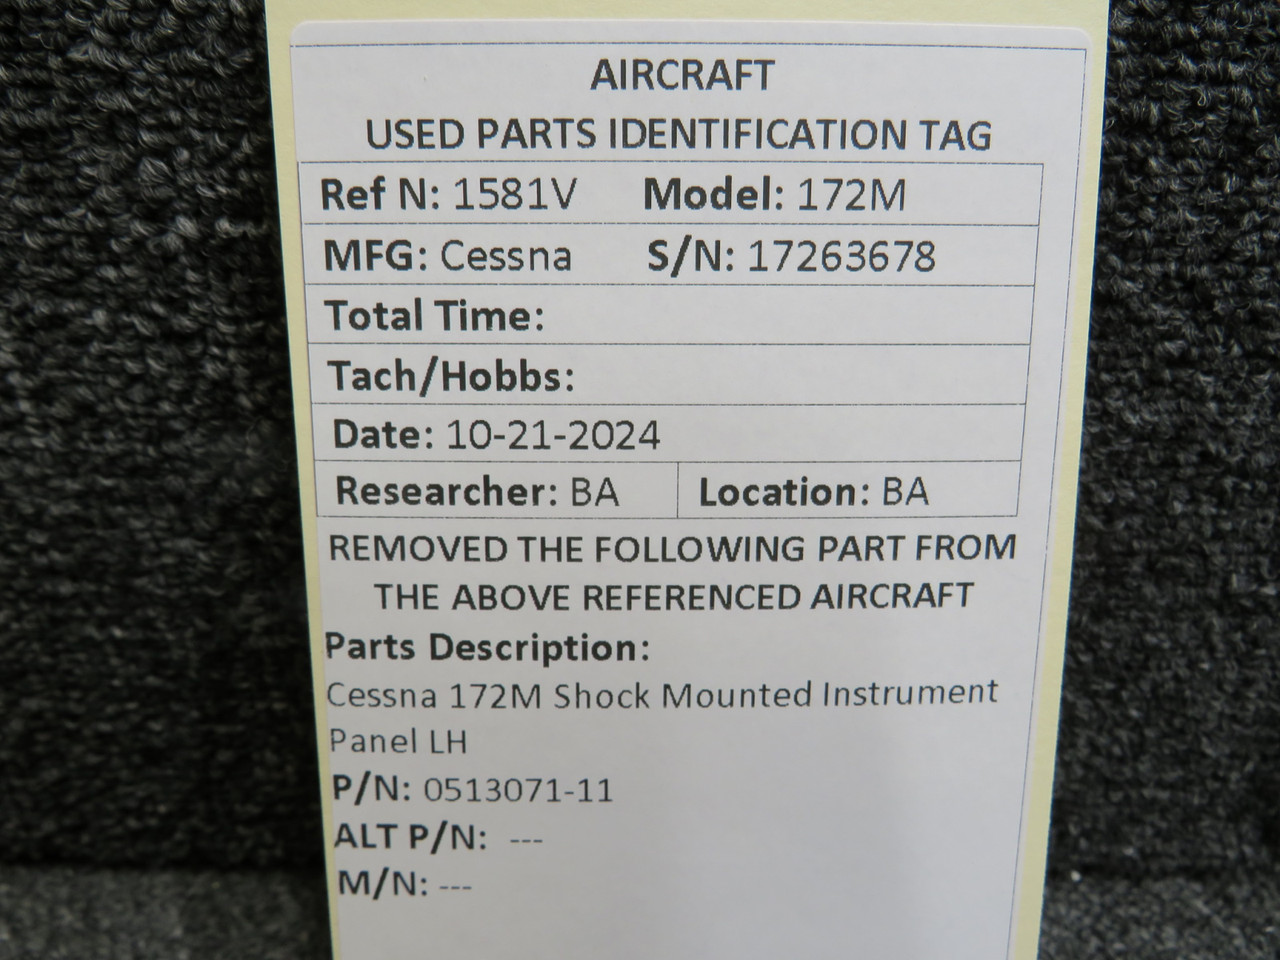 AIRCRAFT
USED PARTS IDENTIFICATION TAG
Ref N: 1581V Model: 172M
MFG: Cessna S/N: 17263678
Total Time:
Tach/Hobbs:
Date: 10-21-2024
Researcher: BA Location: BA
REMOVED THE FOLLOWING PART FROM
THE ABOVE REFERENCED AIRCRAFT
Parts Description:
Cessna 172M Shock Mounted Instrument
Panel LH
P/N: 0513071-11
ALT P/N: ---
M/N: ---